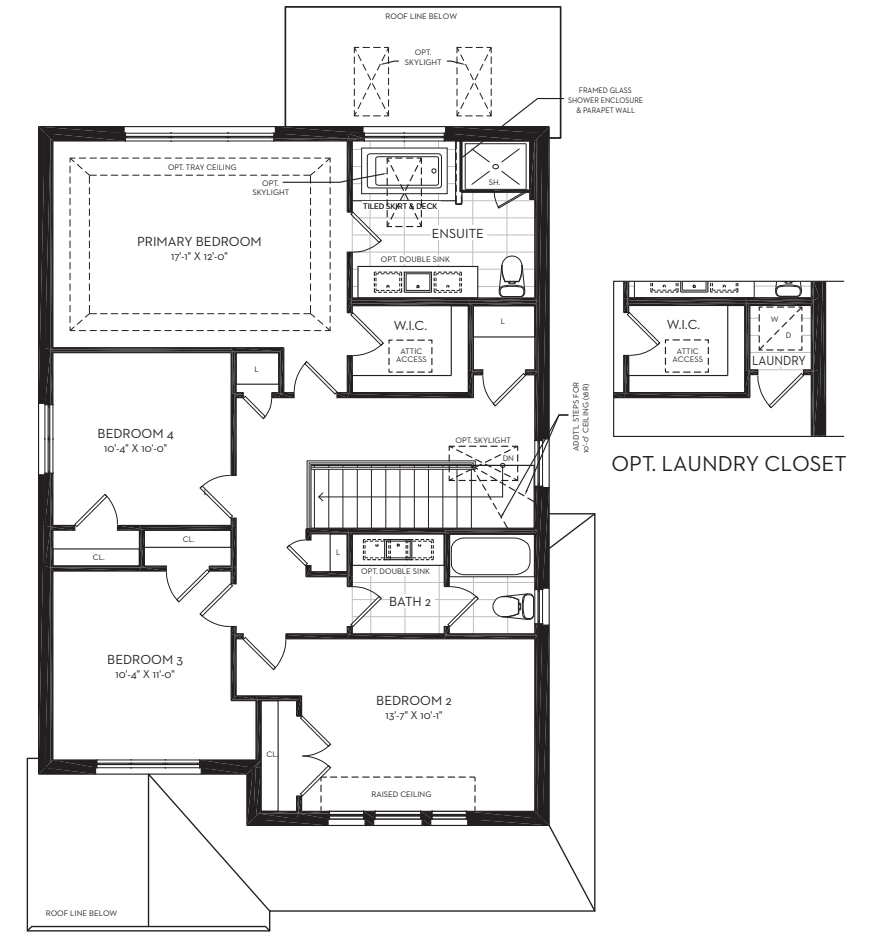 ROOF LINE BELOW
OPT.
SKYLIGHT
FRAMED GLASS
SHOWER ENCLOSURE
& PARAPET WALL
OPT. TRAY CEILING
OPT.
SKYLIGHT
SH.
TILED SKIRT & DECK
PRIMARY BEDROOM
17'-1" X 12'-0"
ENSUITE
OPT. DOUBLE SINK
W.I.C.
L
ATTIC
ACCESS
L
W.I.C.
ATTIC
ACCESS
W
D
LAUNDRY
OPT. LAUNDRY CLOSET
ADDT'L STEPS FOR
10'-0" CEILING (18R)
BEDROOM 4
10'-4" X 10'-0"
OPT. SKYLIGHT
DN
CL.
CL.
L
OPT. DOUBLE SINK
BATH 2
BEDROOM 3
10'-4" X 11'-0"
BEDROOM 2
13'-7" X 10'-1"
CL.
RAISED CEILING
ROOF LINE BELOW